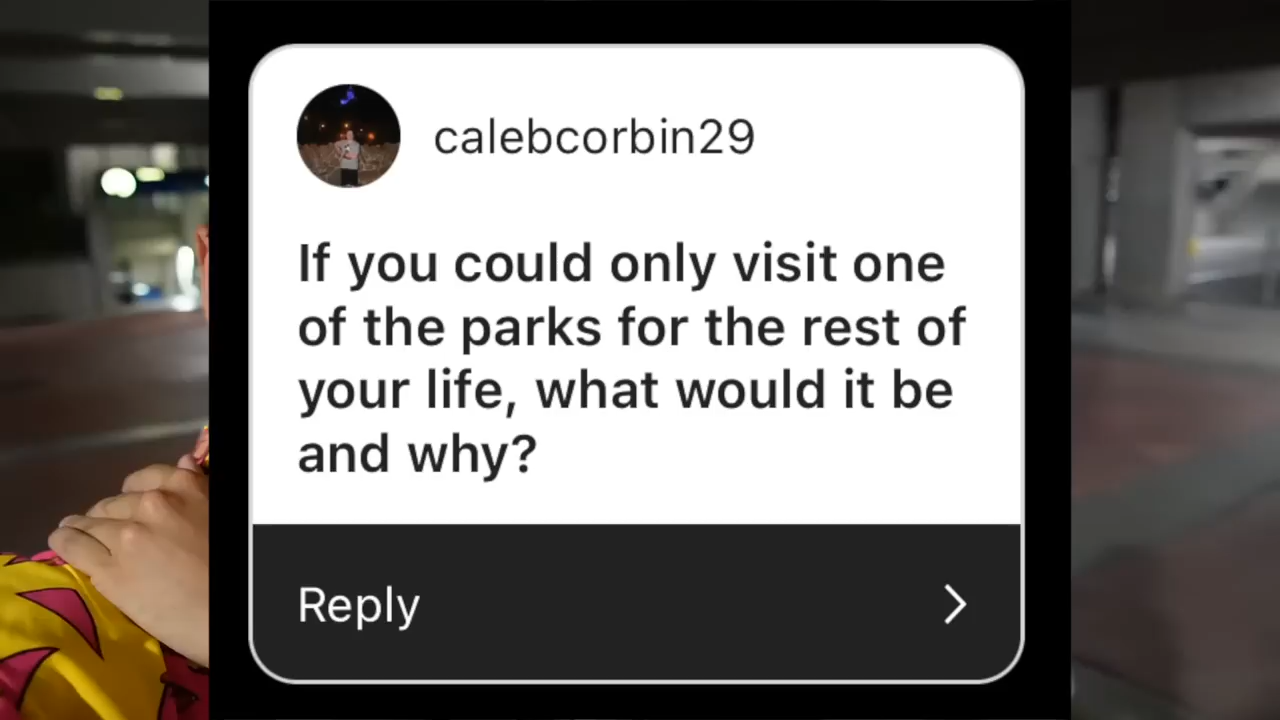 calebcorbin29
If you could only visit one
of the parks for the rest of
your life, what would it be
and why?
Reply